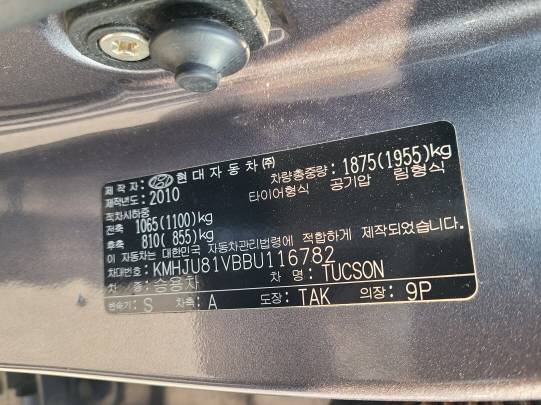 제 작 자: 현대자동차㈜ 차량총중량: 1875(1955)kg
제작년도: 2010 타이어형식 공기압 림형식
적차시하중
전축 1065(1100)kg
후축 810( 855)kg
이 자동차는 대한민국 자동차관리법령에 적합하게 제작되었습니다.
차대번호: KMHJU81VBBU116782
차 종: 승용차 차 명: TUCSON
변속기: S 차축: A 도장: TAK 의장: 9P